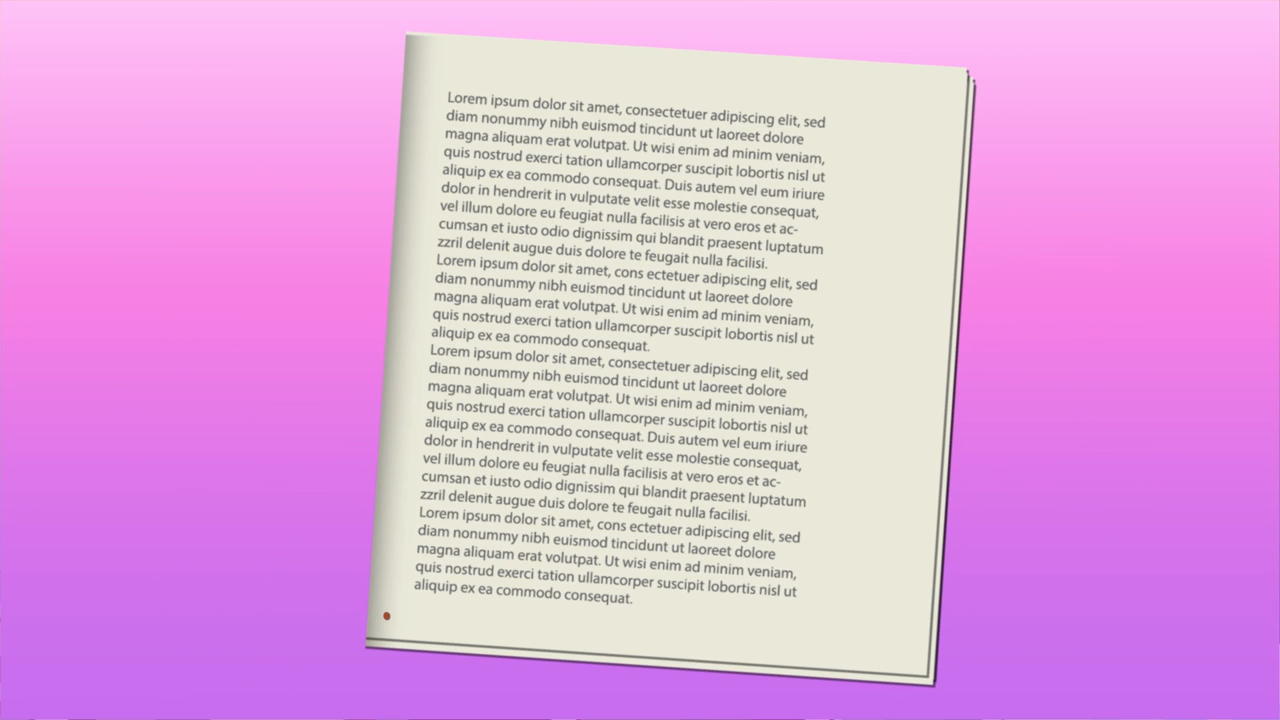 Lorem ipsum dolor sit amet, consectetuer adipiscing elit, sed
diam nonummy nibh euismod tincidunt ut laoreet dolore
magna aliquam erat volutpat. Ut wisi enim ad minim veniam,
quis nostrud exerci tation ullamcorper suscipit lobortis nisl ut
aliquip ex ea commodo consequat. Duis autem vel eum iriure
dolor in hendrerit in vulputate velit esse molestie consequat,
vel illum dolore eu feugiat nulla facilisis at vero eros et ac-
cumsan et iusto odio dignissim qui blandit praesent luptatum
zzril delenit augue duis dolore te feugait nulla facilisi.
Lorem ipsum dolor sit amet, cons ectetuer adipiscing elit, sed
diam nonummy nibh euismod tincidunt ut laoreet dolore
magna aliquam erat volutpat. Ut wisi enim ad minim veniam,
quis nostrud exerci tation ullamcorper suscipit lobortis nisl ut
aliquip ex ea commodo consequat.
Lorem ipsum dolor sit amet, consectetuer adipiscing elit, sed
diam nonummy nibh euismod tincidunt ut laoreet dolore
magna aliquam erat volutpat. Ut wisi enim ad minim veniam,
quis nostrud exerci tation ullamcorper suscipit lobortis nisl ut
aliquip ex ea commodo consequat. Duis autem vel eum iriure
dolor in hendrerit in vulputate velit esse molestie consequat,
vel illum dolore eu feugiat nulla facilisis at vero eros et ac-
cumsan et iusto odio dignissim qui blandit praesent luptatum
zzril delenit augue duis dolore te feugait nulla facilisi.
Lorem ipsum dolor sit amet, cons ectetuer adipiscing elit, sed
diam nonummy nibh euismod tincidunt ut laoreet dolore
magna aliquam erat volutpat. Ut wisi enim ad minim veniam,
quis nostrud exerci tation ullamcorper suscipit lobortis nisl ut
aliquip ex ea commodo consequat.